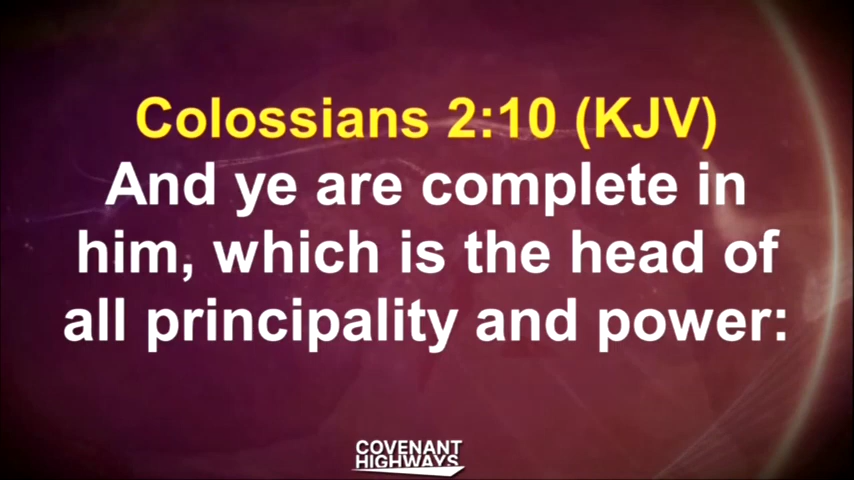 Colossians 2:10 (KJV)
And ye are complete in
him, which is the head of
all principality and power:
COVENANT
HIGHWAYS